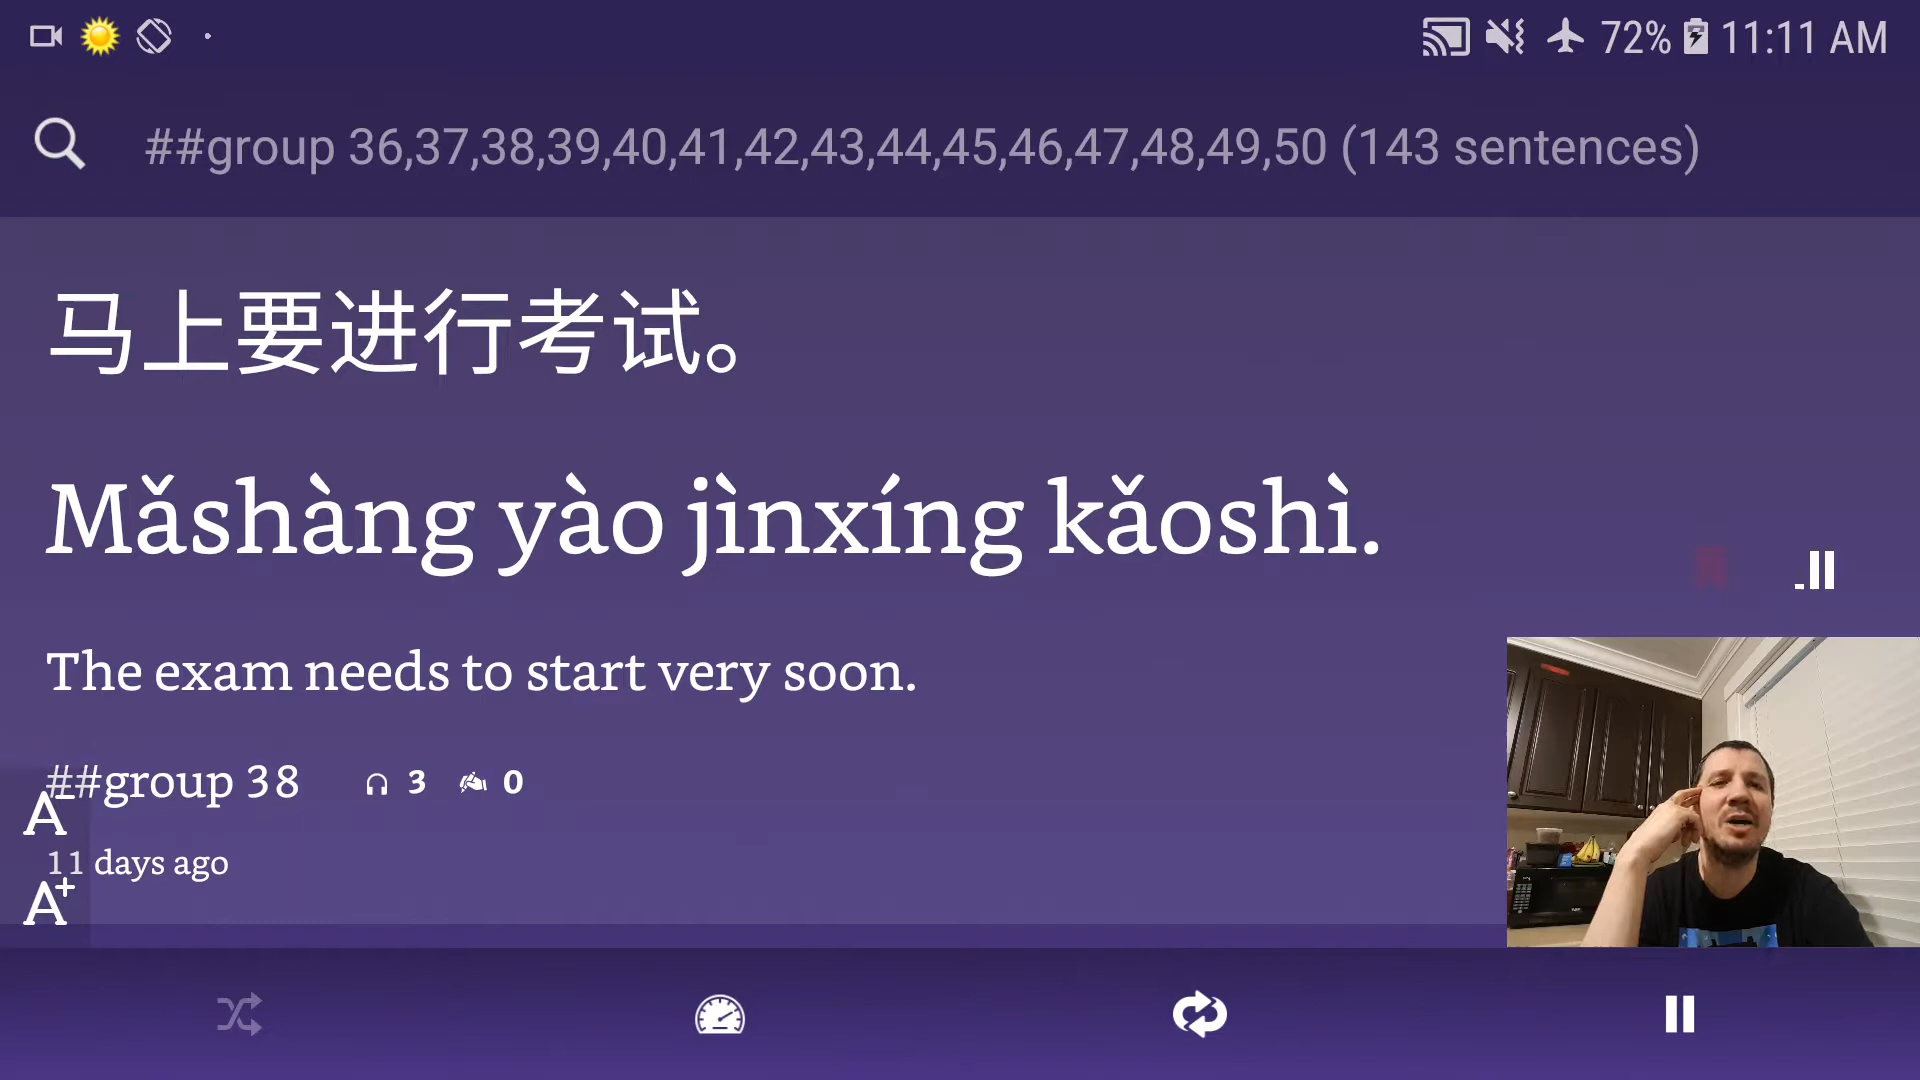 72% 11:11 AM
##group 36,37,38,39,40,41,42,43,44,45,46,47,48,49,50 (143 sentences)
马上要进行考试。
Mǎshàng yào jìnxíng kǎoshì.
The exam needs to start very soon.
##group 38 3 0
A-
11 days ago
A+